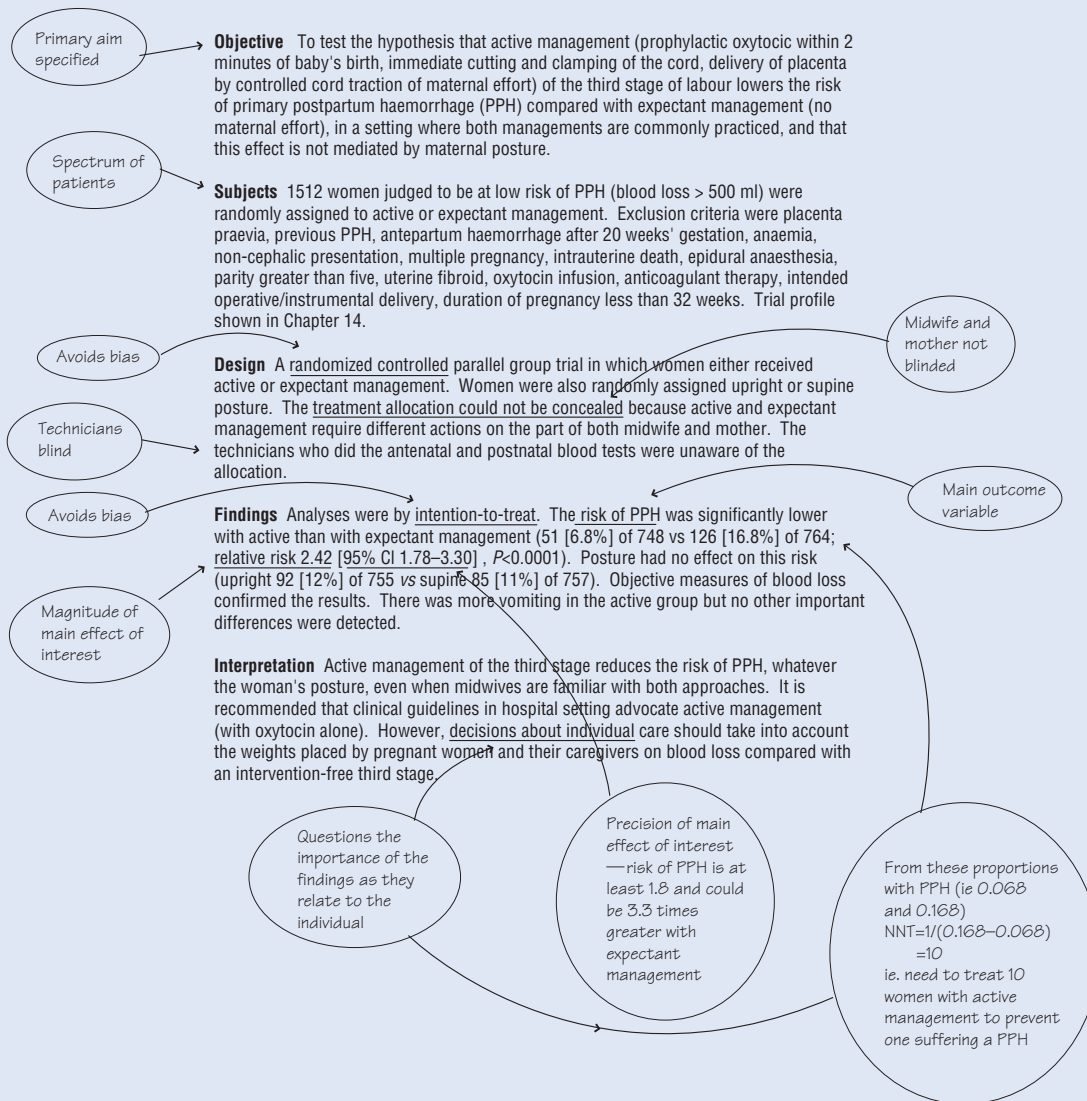 Primary aim
specified
Objective To test the hypothesis that active management (prophylactic oxytocic within 2
minutes of baby's birth, immediate cutting and clamping of the cord, delivery of placenta
by controlled cord traction of maternal effort) of the third stage of labour lowers the risk
of primary postpartum haemorrhage (PPH) compared with expectant management (no
maternal effort), in a setting where both managements are commonly practiced, and that
this effect is not mediated by maternal posture.
Spectrum of
patients
Subjects 1512 women judged to be at low risk of PPH (blood loss > 500 ml) were
randomly assigned to active or expectant management. Exclusion criteria were placenta
praevia, previous PPH, antepartum haemorrhage after 20 weeks' gestation, anaemia,
non-cephalic presentation, multiple pregnancy, intrauterine death, epidural anaesthesia,
parity greater than five, uterine fibroid, oxytocin infusion, anticoagulant therapy, intended
operative/instrumental delivery, duration of pregnancy less than 32 weeks. Trial profile
shown in Chapter 14.
Midwife and
mother not
blinded
Avoids bias
Design A randomized controlled parallel group trial in which women either received
active or expectant management. Women were also randomly assigned upright or supine
posture. The treatment allocation could not be concealed because active and expectant
management require different actions on the part of both midwife and mother. The
technicians who did the antenatal and postnatal blood tests were unaware of the
allocation.
Technicians
blind
Avoids bias
Main outcome
variable
Findings Analyses were by intention-to-treat. The risk of PPH was significantly lower
with active than with expectant management (51 [6.8%] of 748 vs 126 [16.8%] of 764;
relative risk 2.42 [95% CI 1.78–3.30] , P<0.0001). Posture had no effect on this risk
(upright 92 [12%] of 755 vs supine 85 [11%] of 757). Objective measures of blood loss
confirmed the results. There was more vomiting in the active group but no other important
differences were detected.
Magnitude of
main effect of
interest
Interpretation Active management of the third stage reduces the risk of PPH, whatever
the woman's posture, even when midwives are familiar with both approaches. It is
recommended that clinical guidelines in hospital setting advocate active management
(with oxytocin alone). However, decisions about individual care should take into account
the weights placed by pregnant women and their caregivers on blood loss compared with
an intervention-free third stage.
Questions the
importance of the
findings as they
relate to the
individual
Precision of main
effect of interest
—risk of PPH is at
least 1.8 and could
be 3.3 times
greater with
expectant
management
From these proportions
with PPH (ie 0.068
and 0.168)
NNT=1/(0.168–0.068)
=10
ie. need to treat 10
women with active
management to prevent
one suffering a PPH